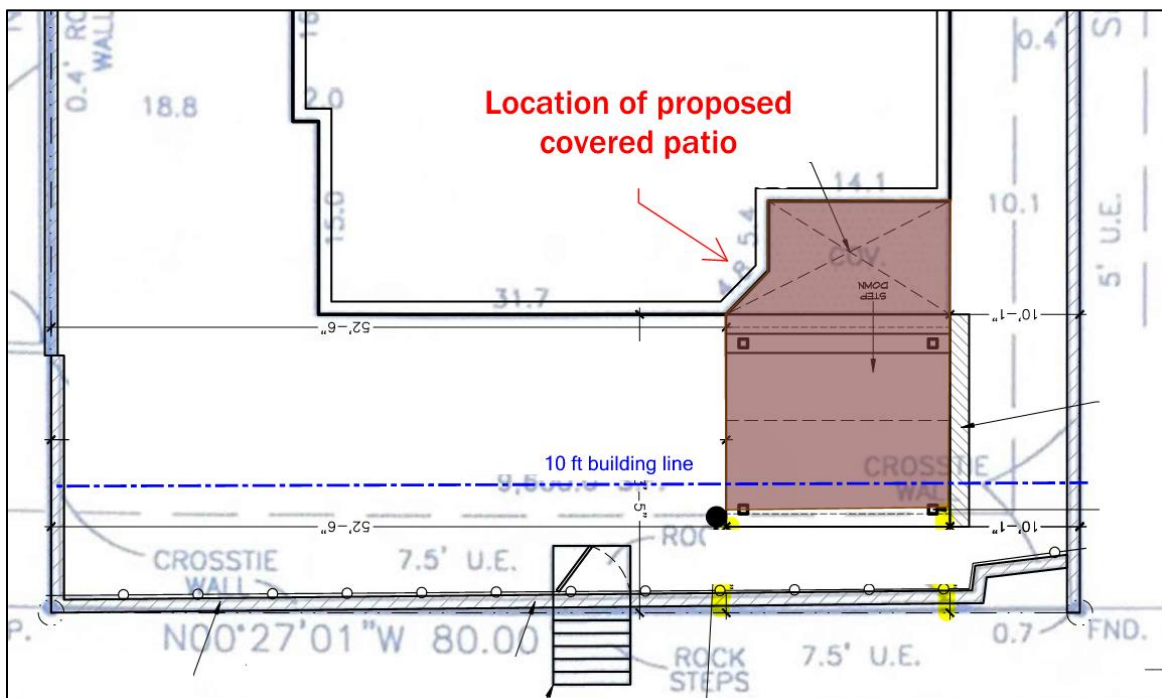 0.4' RO
WALL
18.8
2.0
15.0
Location of proposed
covered patio
0.4
14.1
10.1
5' U.E.
5.4
4.8
COV.
STEP
DOWN
31.7
52'-6"
10'-1"
10 ft building line
CROSSTIE
WALL
52'-6"
10'-1"
CROSSTIE
WALL
7.5' U.E.
N00°27'01"W 80.00
ROCK
STEPS
7.5' U.E.
0.7
FND.